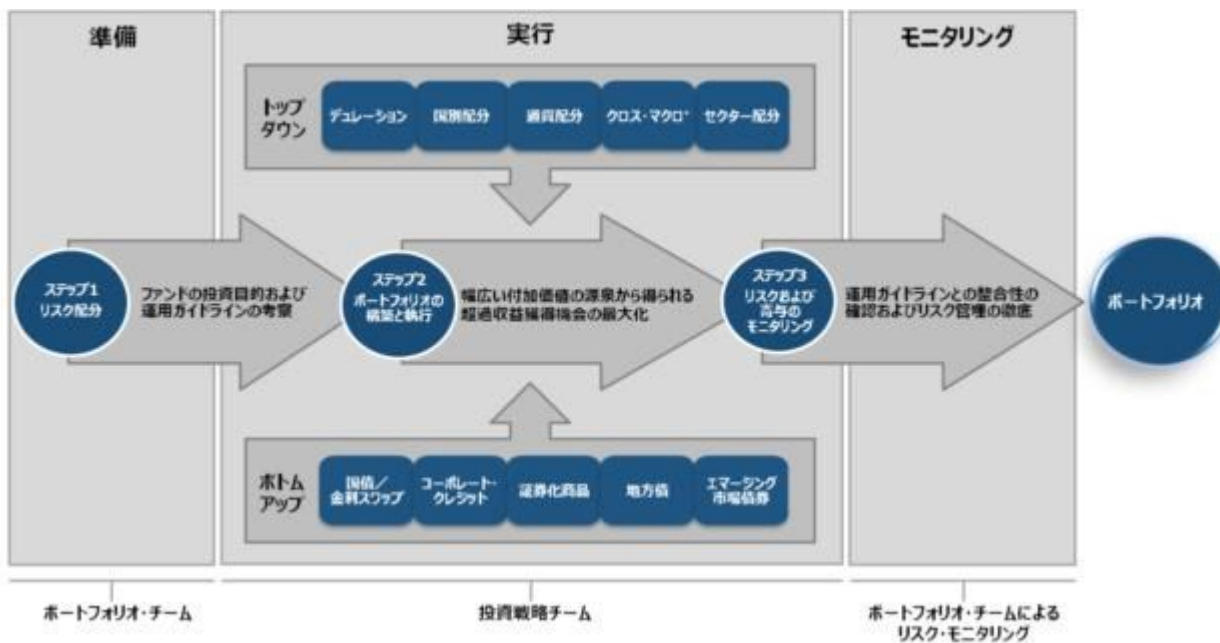 準備
実行
モニタリング
トップ
ダウン
デュレーション
国別配分
通貨配分
クロス・マクロ*
セクター配分
ステップ1
リスク配分
ファンドの投資目的および
運用ガイドラインの考察
ステップ2
ポートフォリオの
構築と執行
幅広い付加価値の源泉から得られる
超過収益獲得機会の最大化
ステップ3
リスクおよび
寄与の
モニタリング
運用ガイドラインとの整合性の
確認およびリスク管理の徹底
ポートフォリオ
ボトム
アップ
国債／
金利スワップ
コーポレート・
クレジット
証券化商品
地方債
エマージング
市場債券
ポートフォリオ・チーム
投資戦略チーム
ポートフォリオ・チームによる
リスク・モニタリング